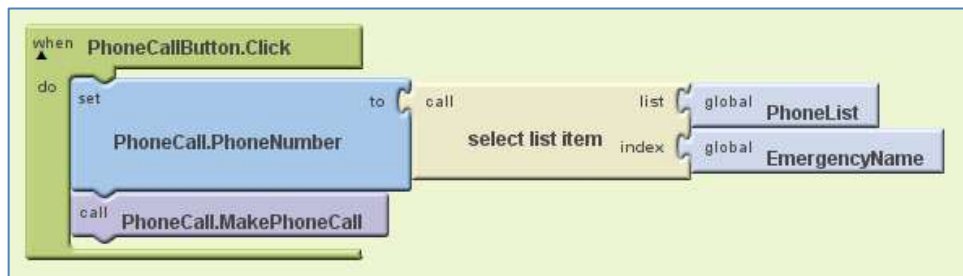 when PhoneCallButton.Click
do
set to call list global PhoneList
PhoneCall.PhoneNumber select list item index global EmergencyName
call PhoneCall.MakePhoneCall